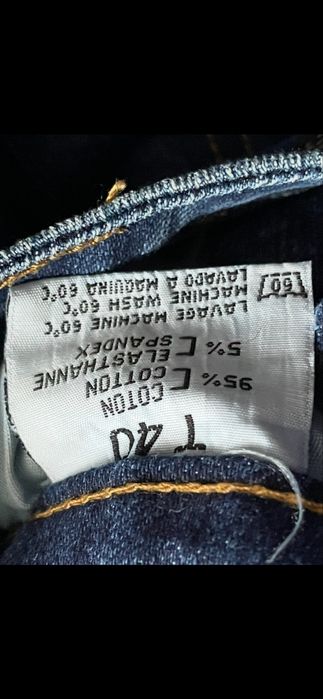 T 40
COTON
95% [ COTTON
ELASTHANNE
5% [ SPANDEX
LAVAGE MACHINE 60°C
MACHINE WASH 60°C
LAVADO A MAQUINA 60°C
60